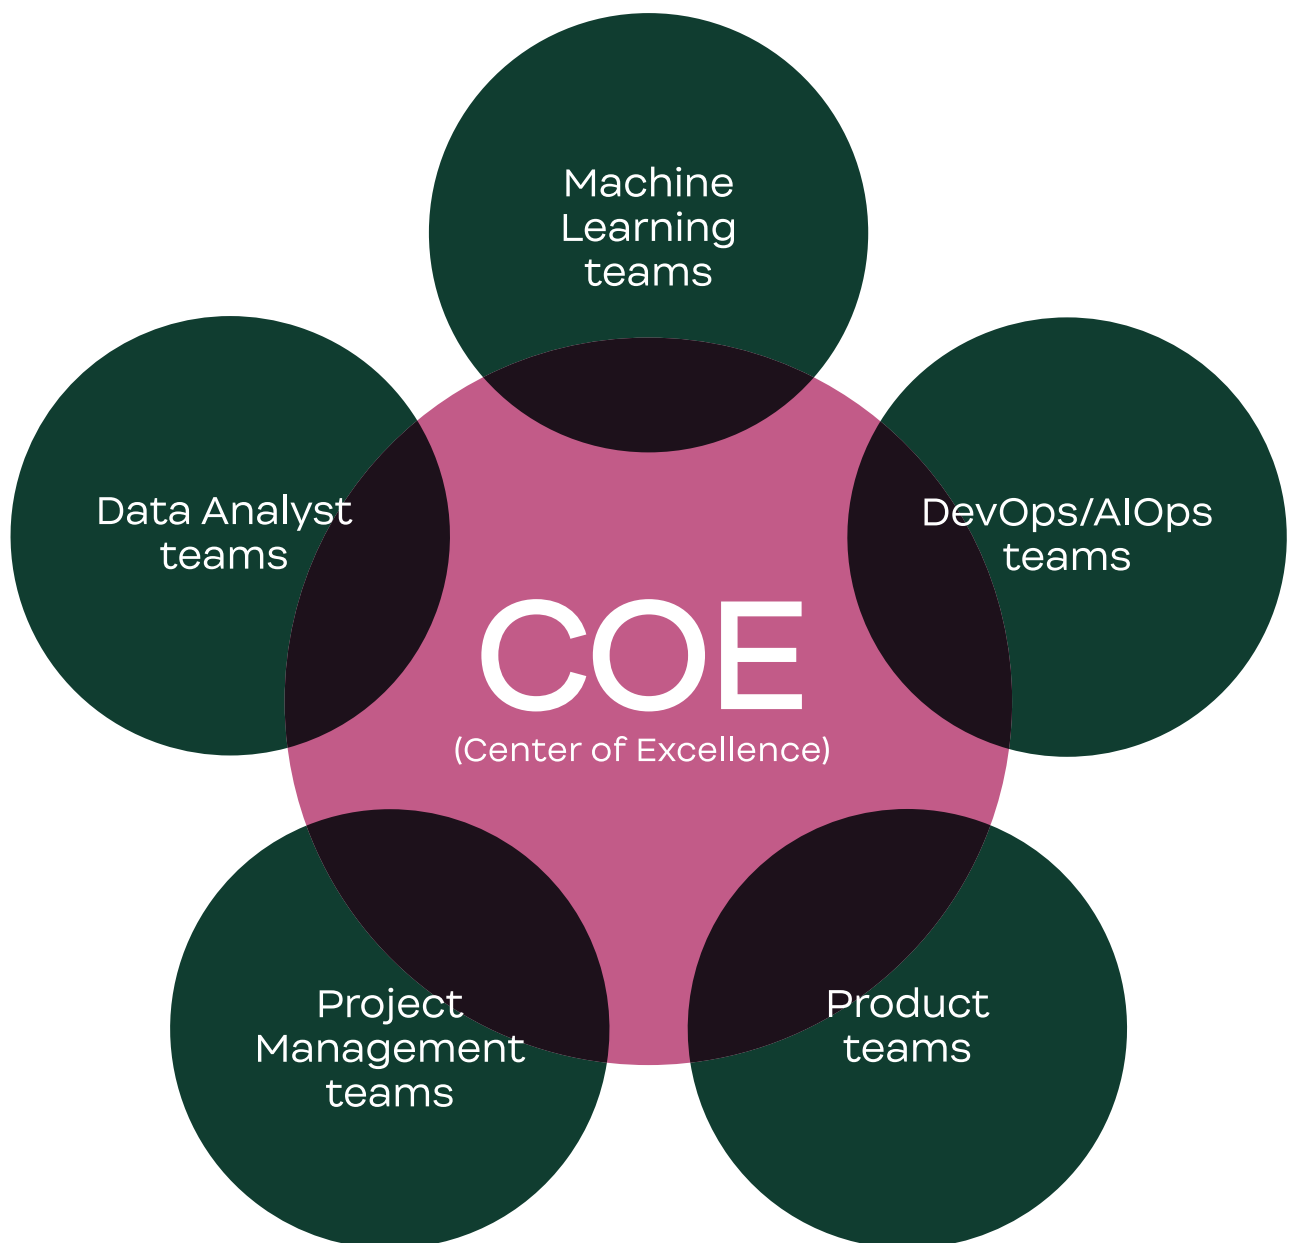 Machine
Learning
teams
Data Analyst
teams
DevOps/AIOps
teams
COE
(Center of Excellence)
Project
Management
teams
Product
teams